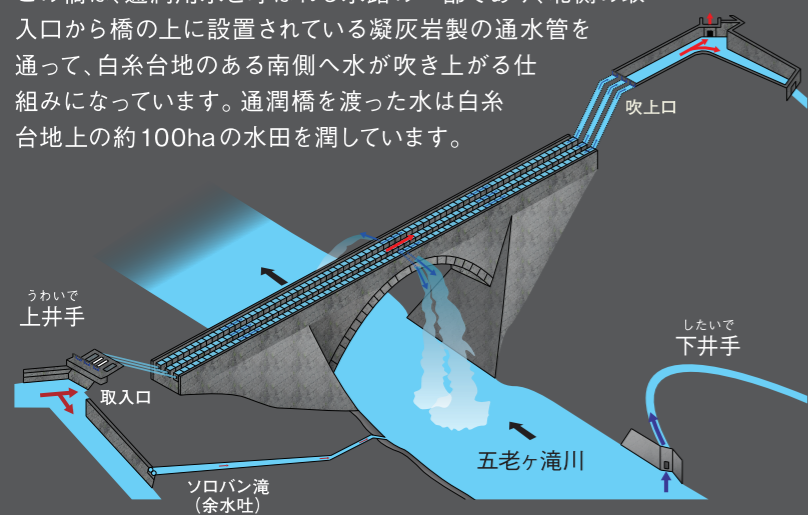 入口から橋の上に設置されている凝灰岩製の通水管を
通って、白糸台地のある南側へ水が吹き上がる仕
組みになっています。通潤橋を渡った水は白糸
台地上の約100haの水田を潤しています。
吹上口
うわいで
上井手
取入口
したいで
下井手
五老ヶ滝川
ソロバン滝
(余水吐)